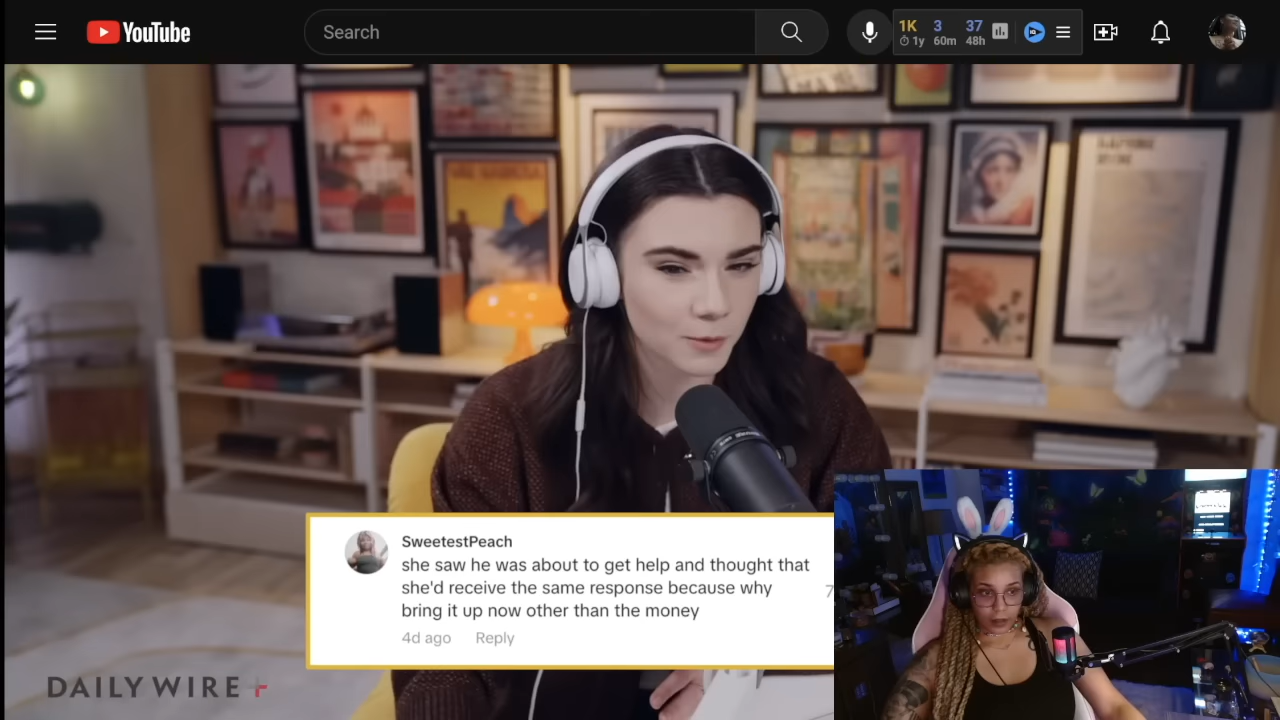 YouTube
Search
1K 3 37
1y 60m 48h
SweetestPeach
she saw he was about to get help and thought that
she'd receive the same response because why
bring it up now other than the money
4d ago Reply
DAILY WIRE +